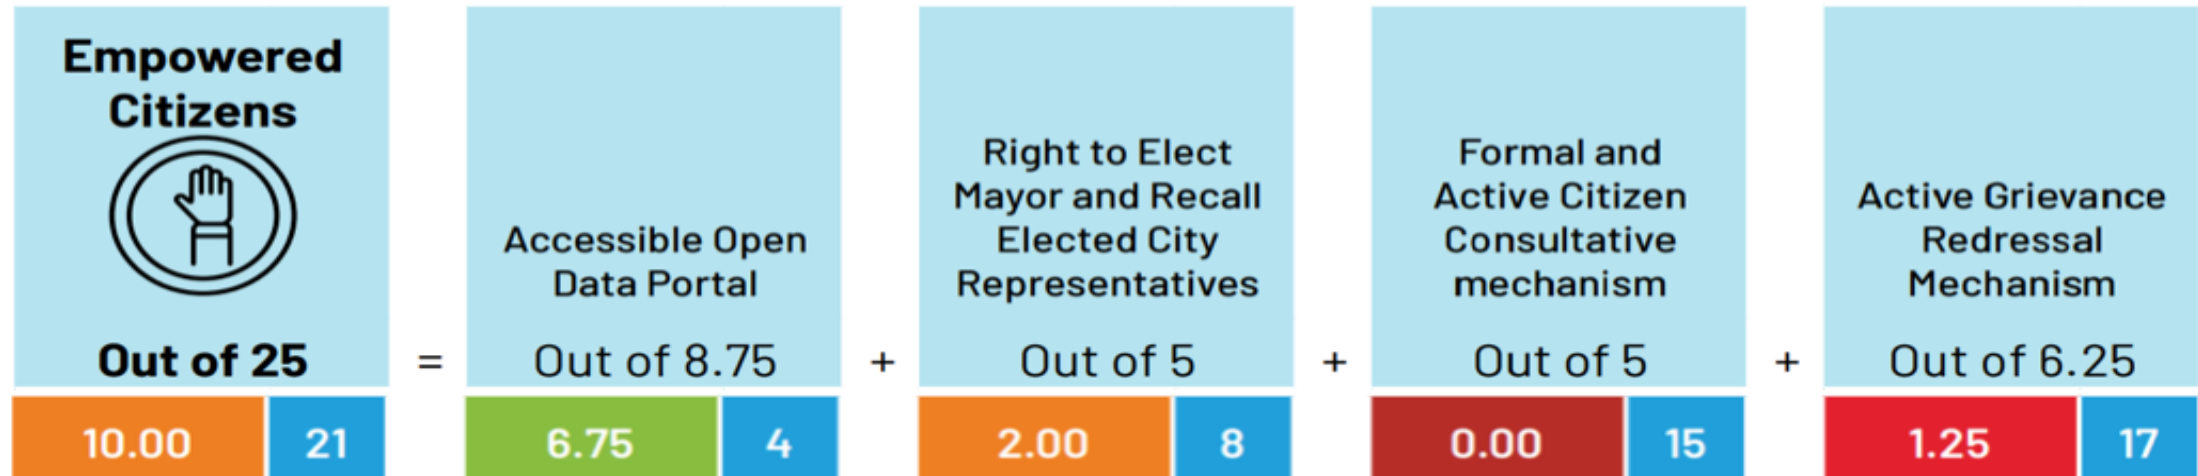 Empowered
Citizens
Out of 25
10.00 21
=
Accessible Open
Data Portal
Out of 8.75
6.75 4
+
Right to Elect
Mayor and Recall
Elected City
Representatives
Out of 5
2.00 8
+
Formal and
Active Citizen
Consultative
mechanism
Out of 5
0.00 15
+
Active Grievance
Redressal
Mechanism
Out of 6.25
1.25 17